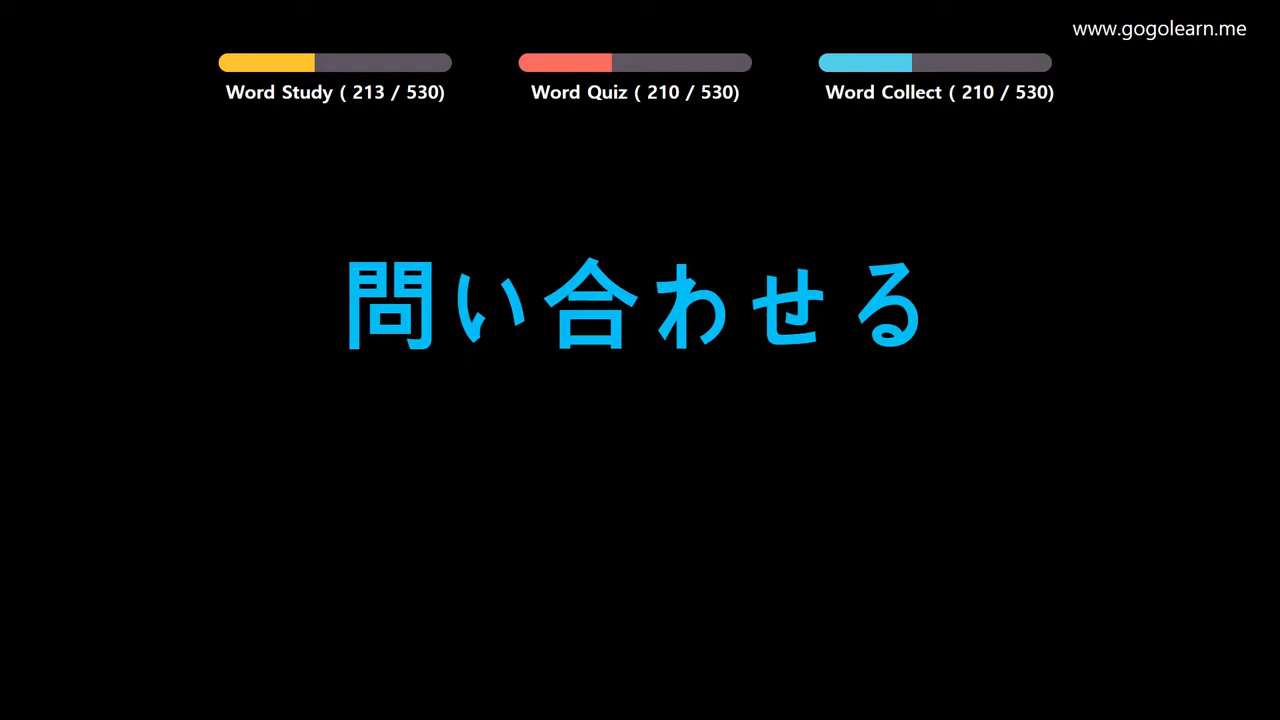 www.gogolearn.me
Word Study ( 213 / 530)
Word Quiz ( 210 / 530)
Word Collect ( 210 / 530)
問い合わせる